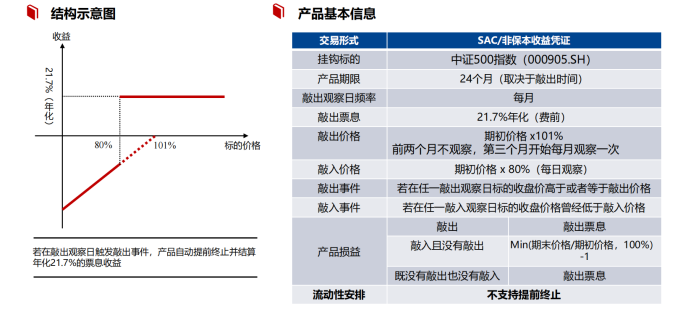 结构示意图
收益
21.7%（年化）
80%
101%
标的价格
若在敲出观察日触发敲出事件，产品自动提前终止并结算
年化21.7%的票息收益
产品基本信息
交易形式 SAC/非保本收益凭证
挂钩标的 中证500指数（000905.SH）
产品期限 24个月（取决于敲出时间）
敲出观察日频率 每月
敲出票息 21.7%年化（费前）
敲出价格 期初价格 x101%
前两个月不观察，第三个月开始每月观察一次
敲入价格 期初价格 x 80%（每日观察）
敲出事件 若在任一敲出观察日标的收盘价高于或者等于敲出价格
敲入事件 若在任一敲入观察日标的收盘价格曾经低于敲入价格
产品损益
敲出 敲出票息
敲入且没有敲出 Min(期末价格/期初价格，100%)
-1
既没有敲出也没有敲入 敲出票息
流动性安排 不支持提前终止